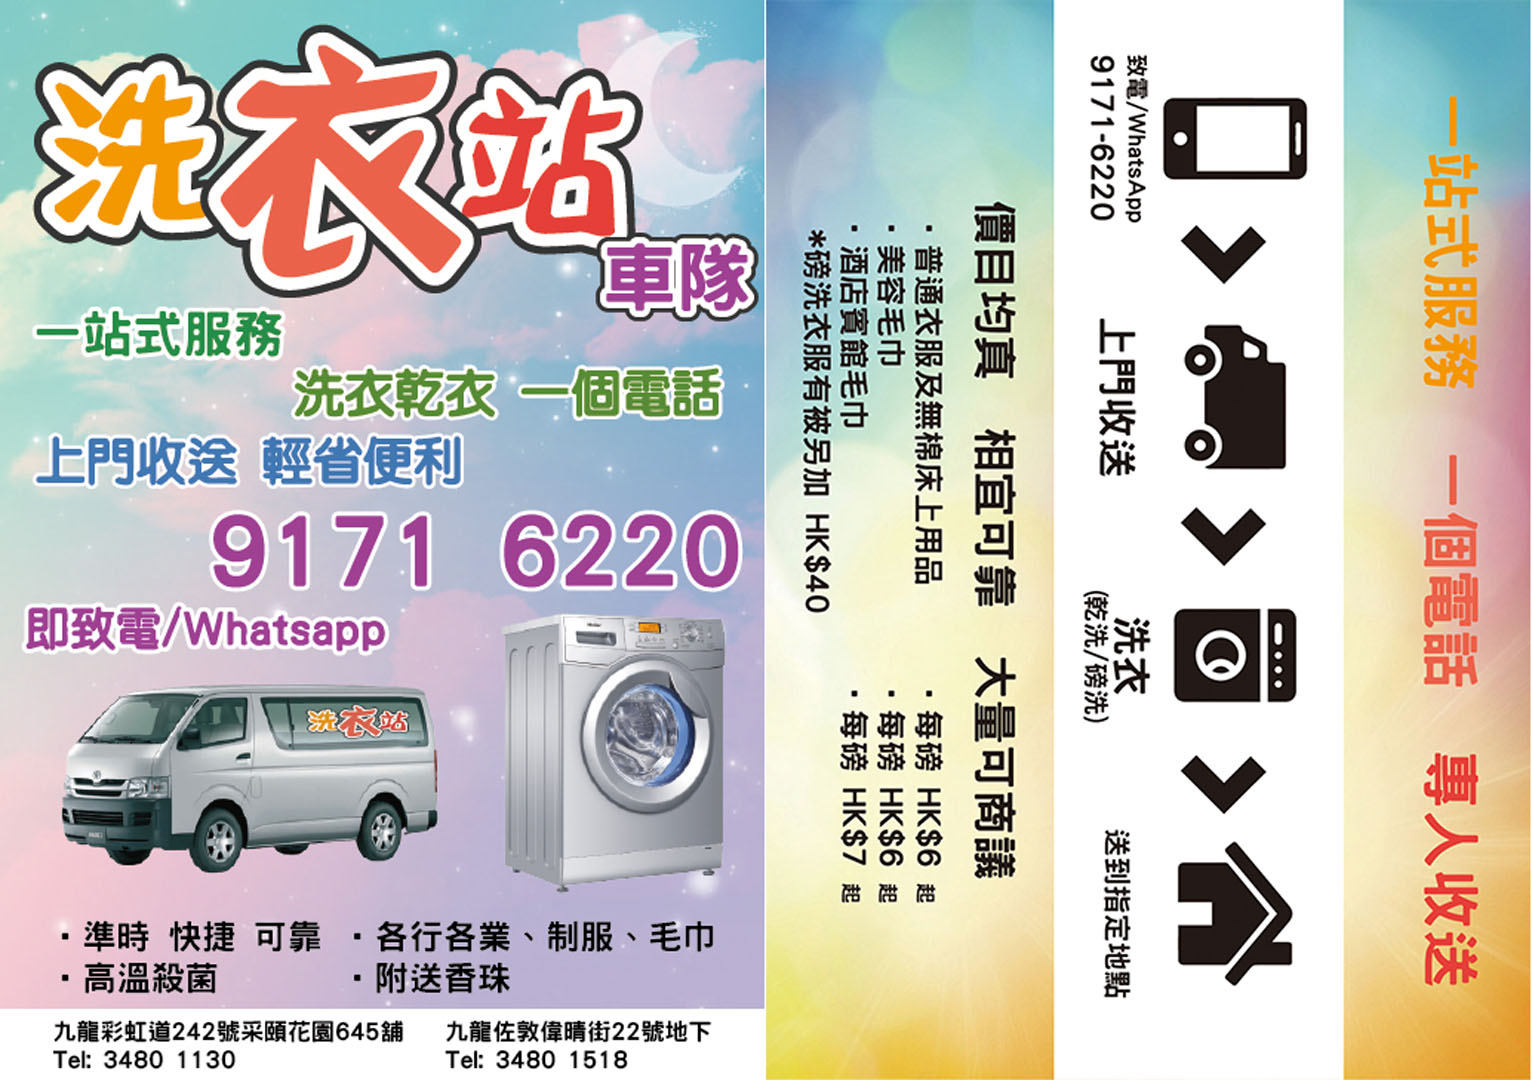 洗衣站
車隊
一站式服務
洗衣乾衣 一個電話
上門收送 輕省便利
9171 6220
即致電/Whatsapp
洗衣站
· 準時 快捷 可靠
· 高溫殺菌
· 各行各業、制服、毛巾
· 附送香珠
九龍彩虹道242號采頤花園645舖
Tel: 3480 1130
九龍佐敦偉晴街22號地下
Tel: 3480 1518
一站式服務 一個電話 專人收送
致電/WhatsApp
9171-6220
上門收送
洗衣
(乾洗/磅洗)
送到指定地點
價目均真 相宜可靠 大量可商議
· 普通衣服及無棉床上用品 · 每磅 HK$6 起
· 美容毛巾 · 每磅 HK$6 起
· 酒店賓館毛巾 · 每磅 HK$7 起
*磅洗衣服有被另加 HK$40